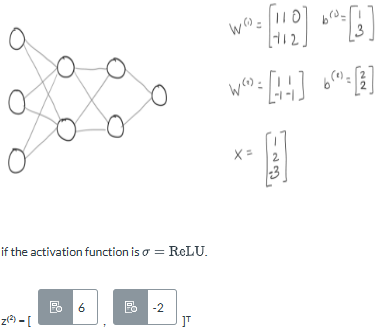 W⁽¹⁾ = [1 1 0
-1 1 2] b⁽¹⁾ = [1
3]
W⁽²⁾ = [1 1
-1 -1] b⁽²⁾ = [2
2]
x = [1
2
-3]
if the activation function is σ = ReLU.
z⁽²⁾ = [ 6 , -2 ]ᵀ